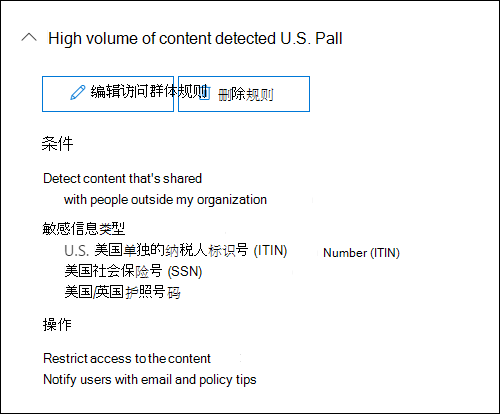 High volume of content detected U.S. Pall
编辑访问群体规则 删除规则
条件
Detect content that's shared
with people outside my organization
敏感信息类型
U.S. 美国单独的纳税人标识号 (ITIN) Number (ITIN)
美国社会保险号 (SSN)
美国/英国护照号码
操作
Restrict access to the content
Notify users with email and policy tips